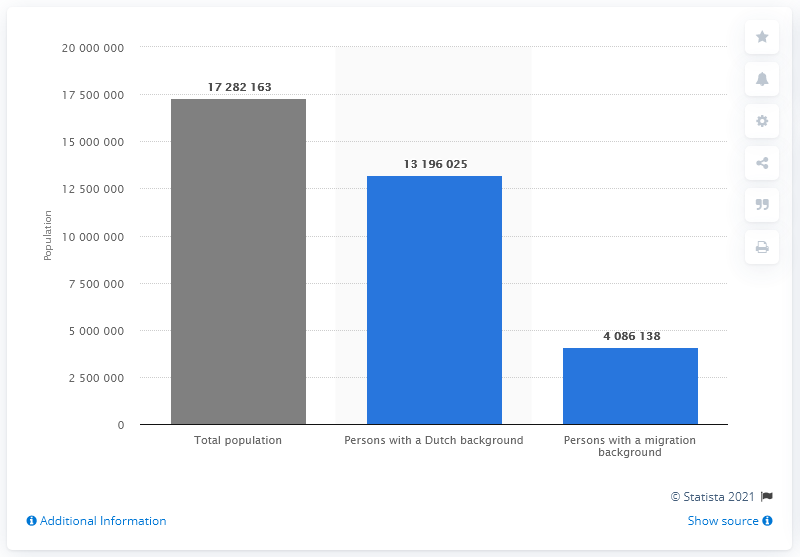 20 000 000
17 500 000
15 000 000
12 500 000
10 000 000
7 500 000
5 000 000
2 500 000
0
Population
17 282 163
13 196 025
4 086 138
Total population
Persons with a Dutch background
Persons with a migration
background
© Statista 2021
Additional Information
Show source